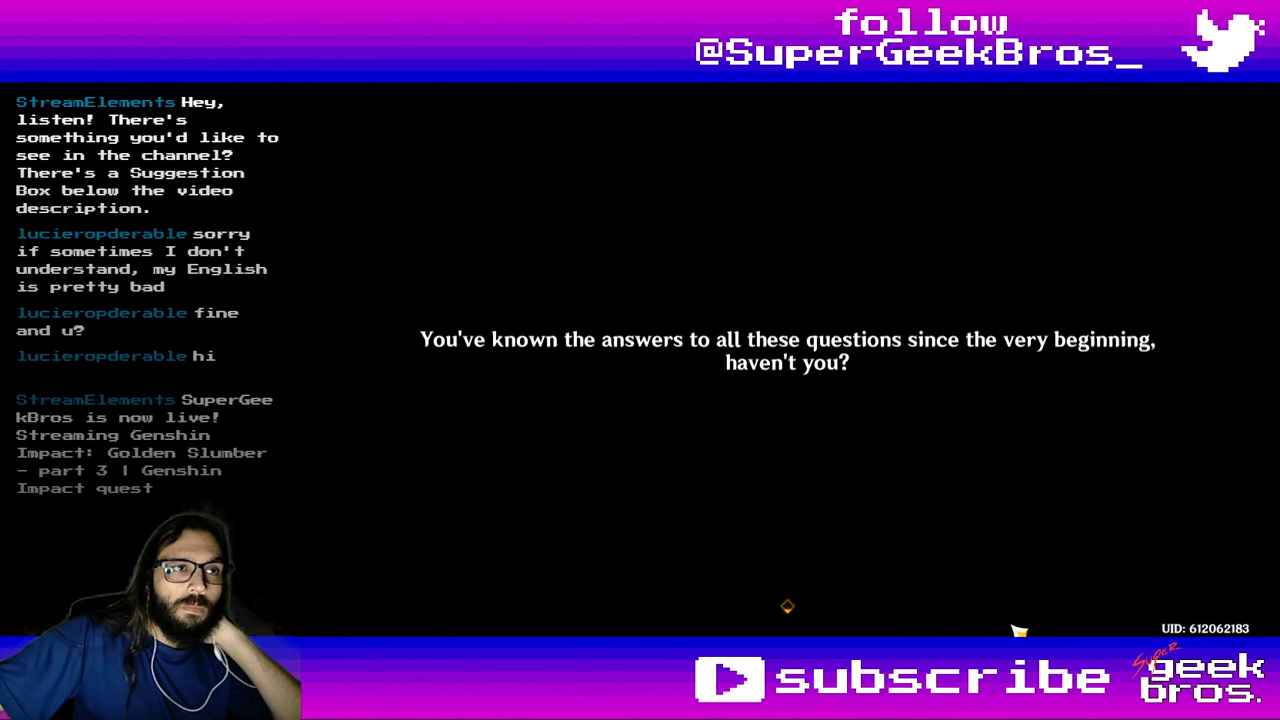 follow
@SuperGeekBros_
StreamElements Hey,
listen! There's
something you'd like to
see in the channel?
There's a Suggestion
Box below the video
description.
lucieropderable sorry
if sometimes I don't
understand, my English
is pretty bad
lucieropderable fine
and u?
lucieropderable hi
StreamElements SuperGee
kBros is now live!
Streaming Genshin
Impact: Golden Slumber
- part 3 | Genshin
Impact quest
You've known the answers to all these questions since the very beginning,
haven't you?
UID: 612062183
subscribe
SUPER
geek
bros.